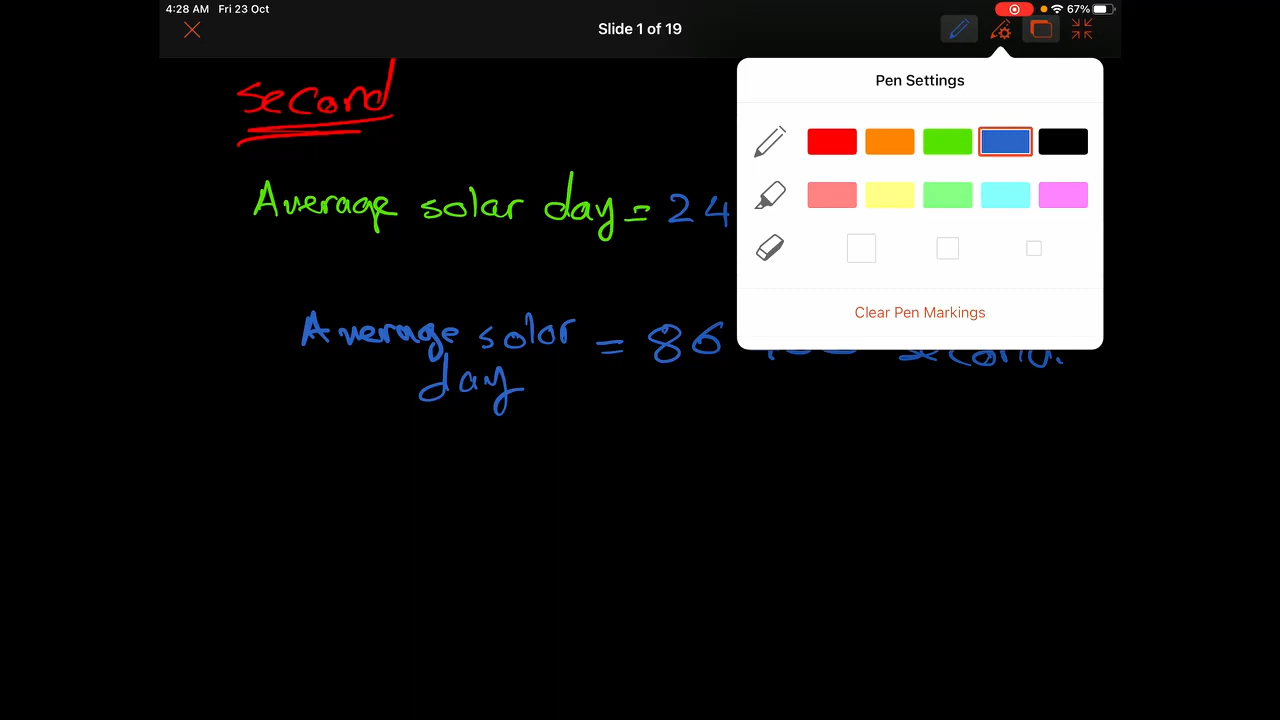 4:28 AM Fri 23 Oct
67%
Slide 1 of 19
Pen Settings
second
Average solar day = 24
Clear Pen Markings
Average solar day = 86